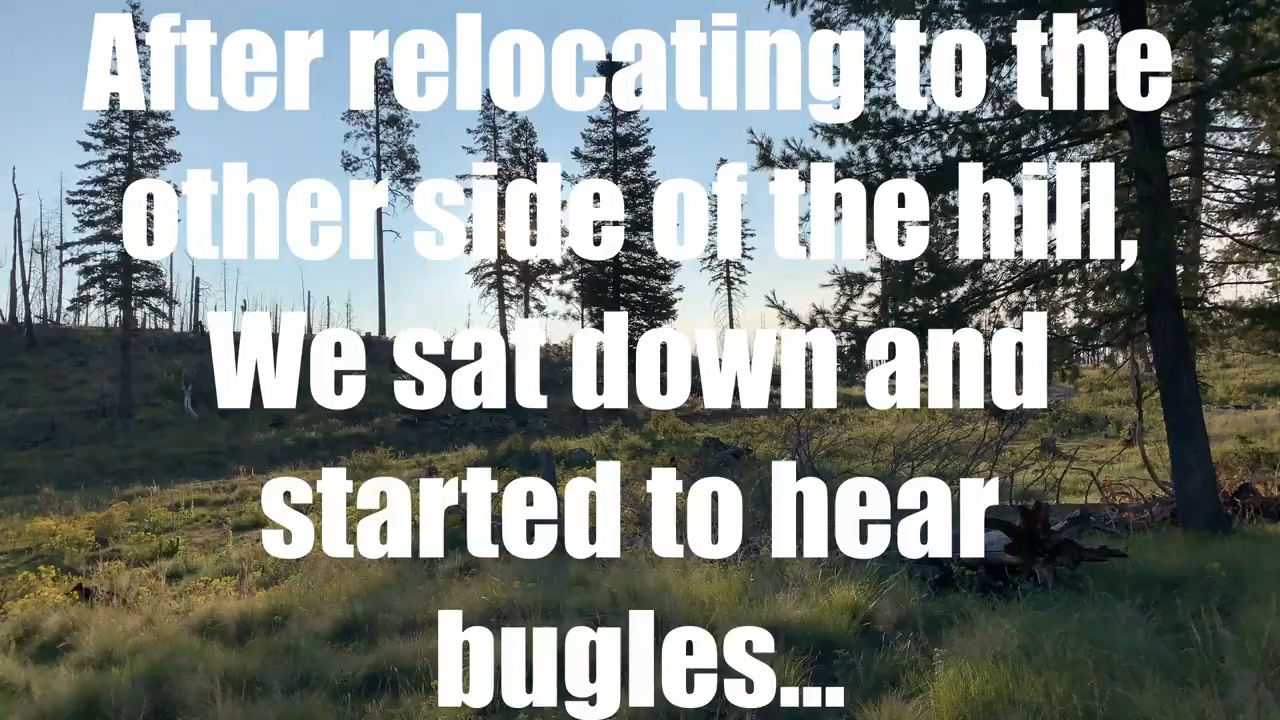 After relocating to the
other side of the hill,
We sat down and
started to hear
bugles...